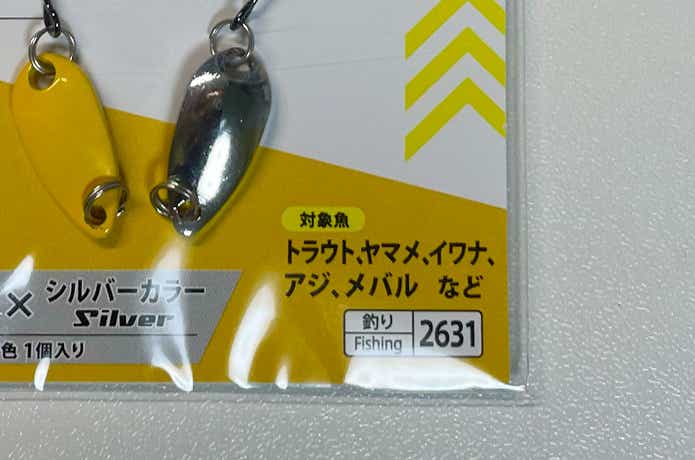 対象魚
トラウト、ヤマメ、イワナ、
アジ、メバル など
× シルバーカラー
Silver
色 1個入り
釣り
Fishing
2631